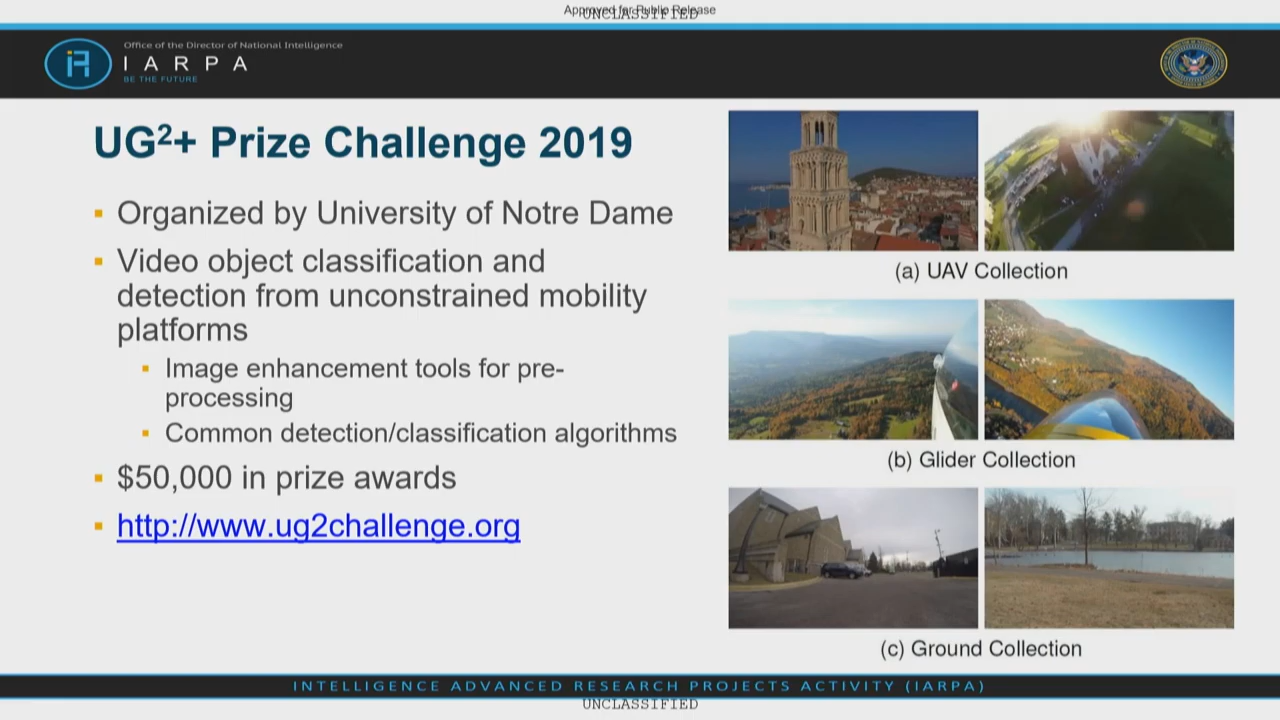 Approved for Public Release
UNCLASSIFIED
Office of the Director of National Intelligence
IARPA
BE THE FUTURE
UG²+ Prize Challenge 2019
▪ Organized by University of Notre Dame
▪ Video object classification and
detection from unconstrained mobility
platforms
▪ Image enhancement tools for pre-
processing
▪ Common detection/classification algorithms
▪ $50,000 in prize awards
▪ http://www.ug2challenge.org
(a) UAV Collection
(b) Glider Collection
(c) Ground Collection
INTELLIGENCE ADVANCED RESEARCH PROJECTS ACTIVITY (IARPA)
UNCLASSIFIED